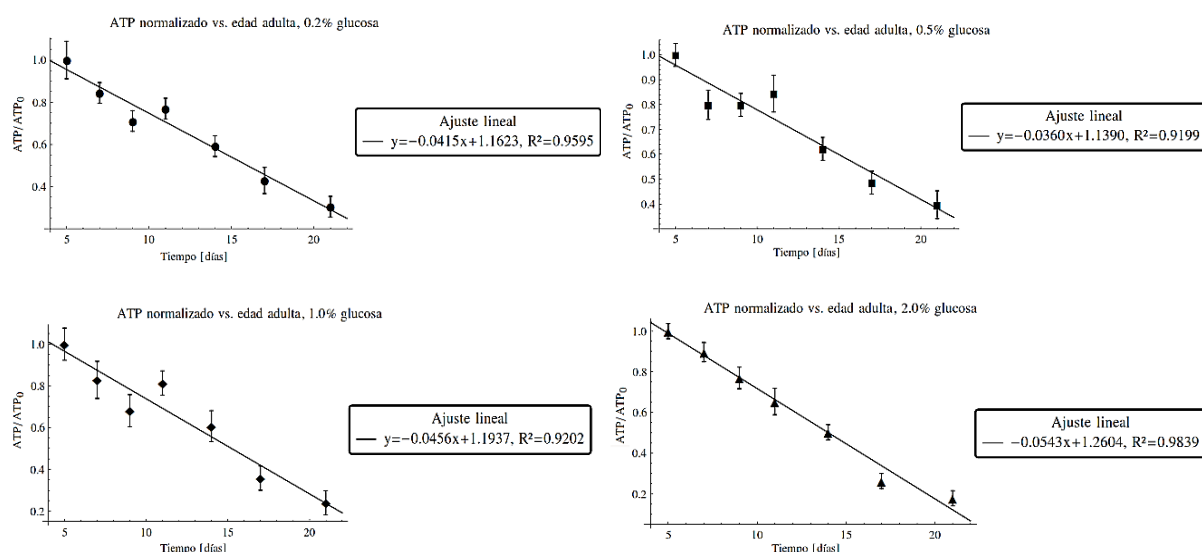 ATP normalizado vs. edad adulta, 0.2% glucosa
1.0
0.8
0.6
0.4
ATP/ATP₀
5 10 15 20
Tiempo [días]
Ajuste lineal
y=−0.0415x+1.1623, R²=0.9595
ATP normalizado vs. edad adulta, 0.5% glucosa
1.0
0.9
0.8
0.7
0.6
0.5
0.4
ATP/ATP₀
5 10 15 20
Tiempo [días]
Ajuste lineal
y=−0.0360x+1.1390, R²=0.9199
ATP normalizado vs. edad adulta, 1.0% glucosa
1.0
0.8
0.6
0.4
0.2
ATP/ATP₀
5 10 15 20
Tiempo [días]
Ajuste lineal
y=−0.0456x+1.1937, R²=0.9202
ATP normalizado vs. edad adulta, 2.0% glucosa
1.0
0.8
0.6
0.4
0.2
ATP/ATP₀
5 10 15 20
Tiempo [días]
Ajuste lineal
−0.0543x+1.2604, R²=0.9839